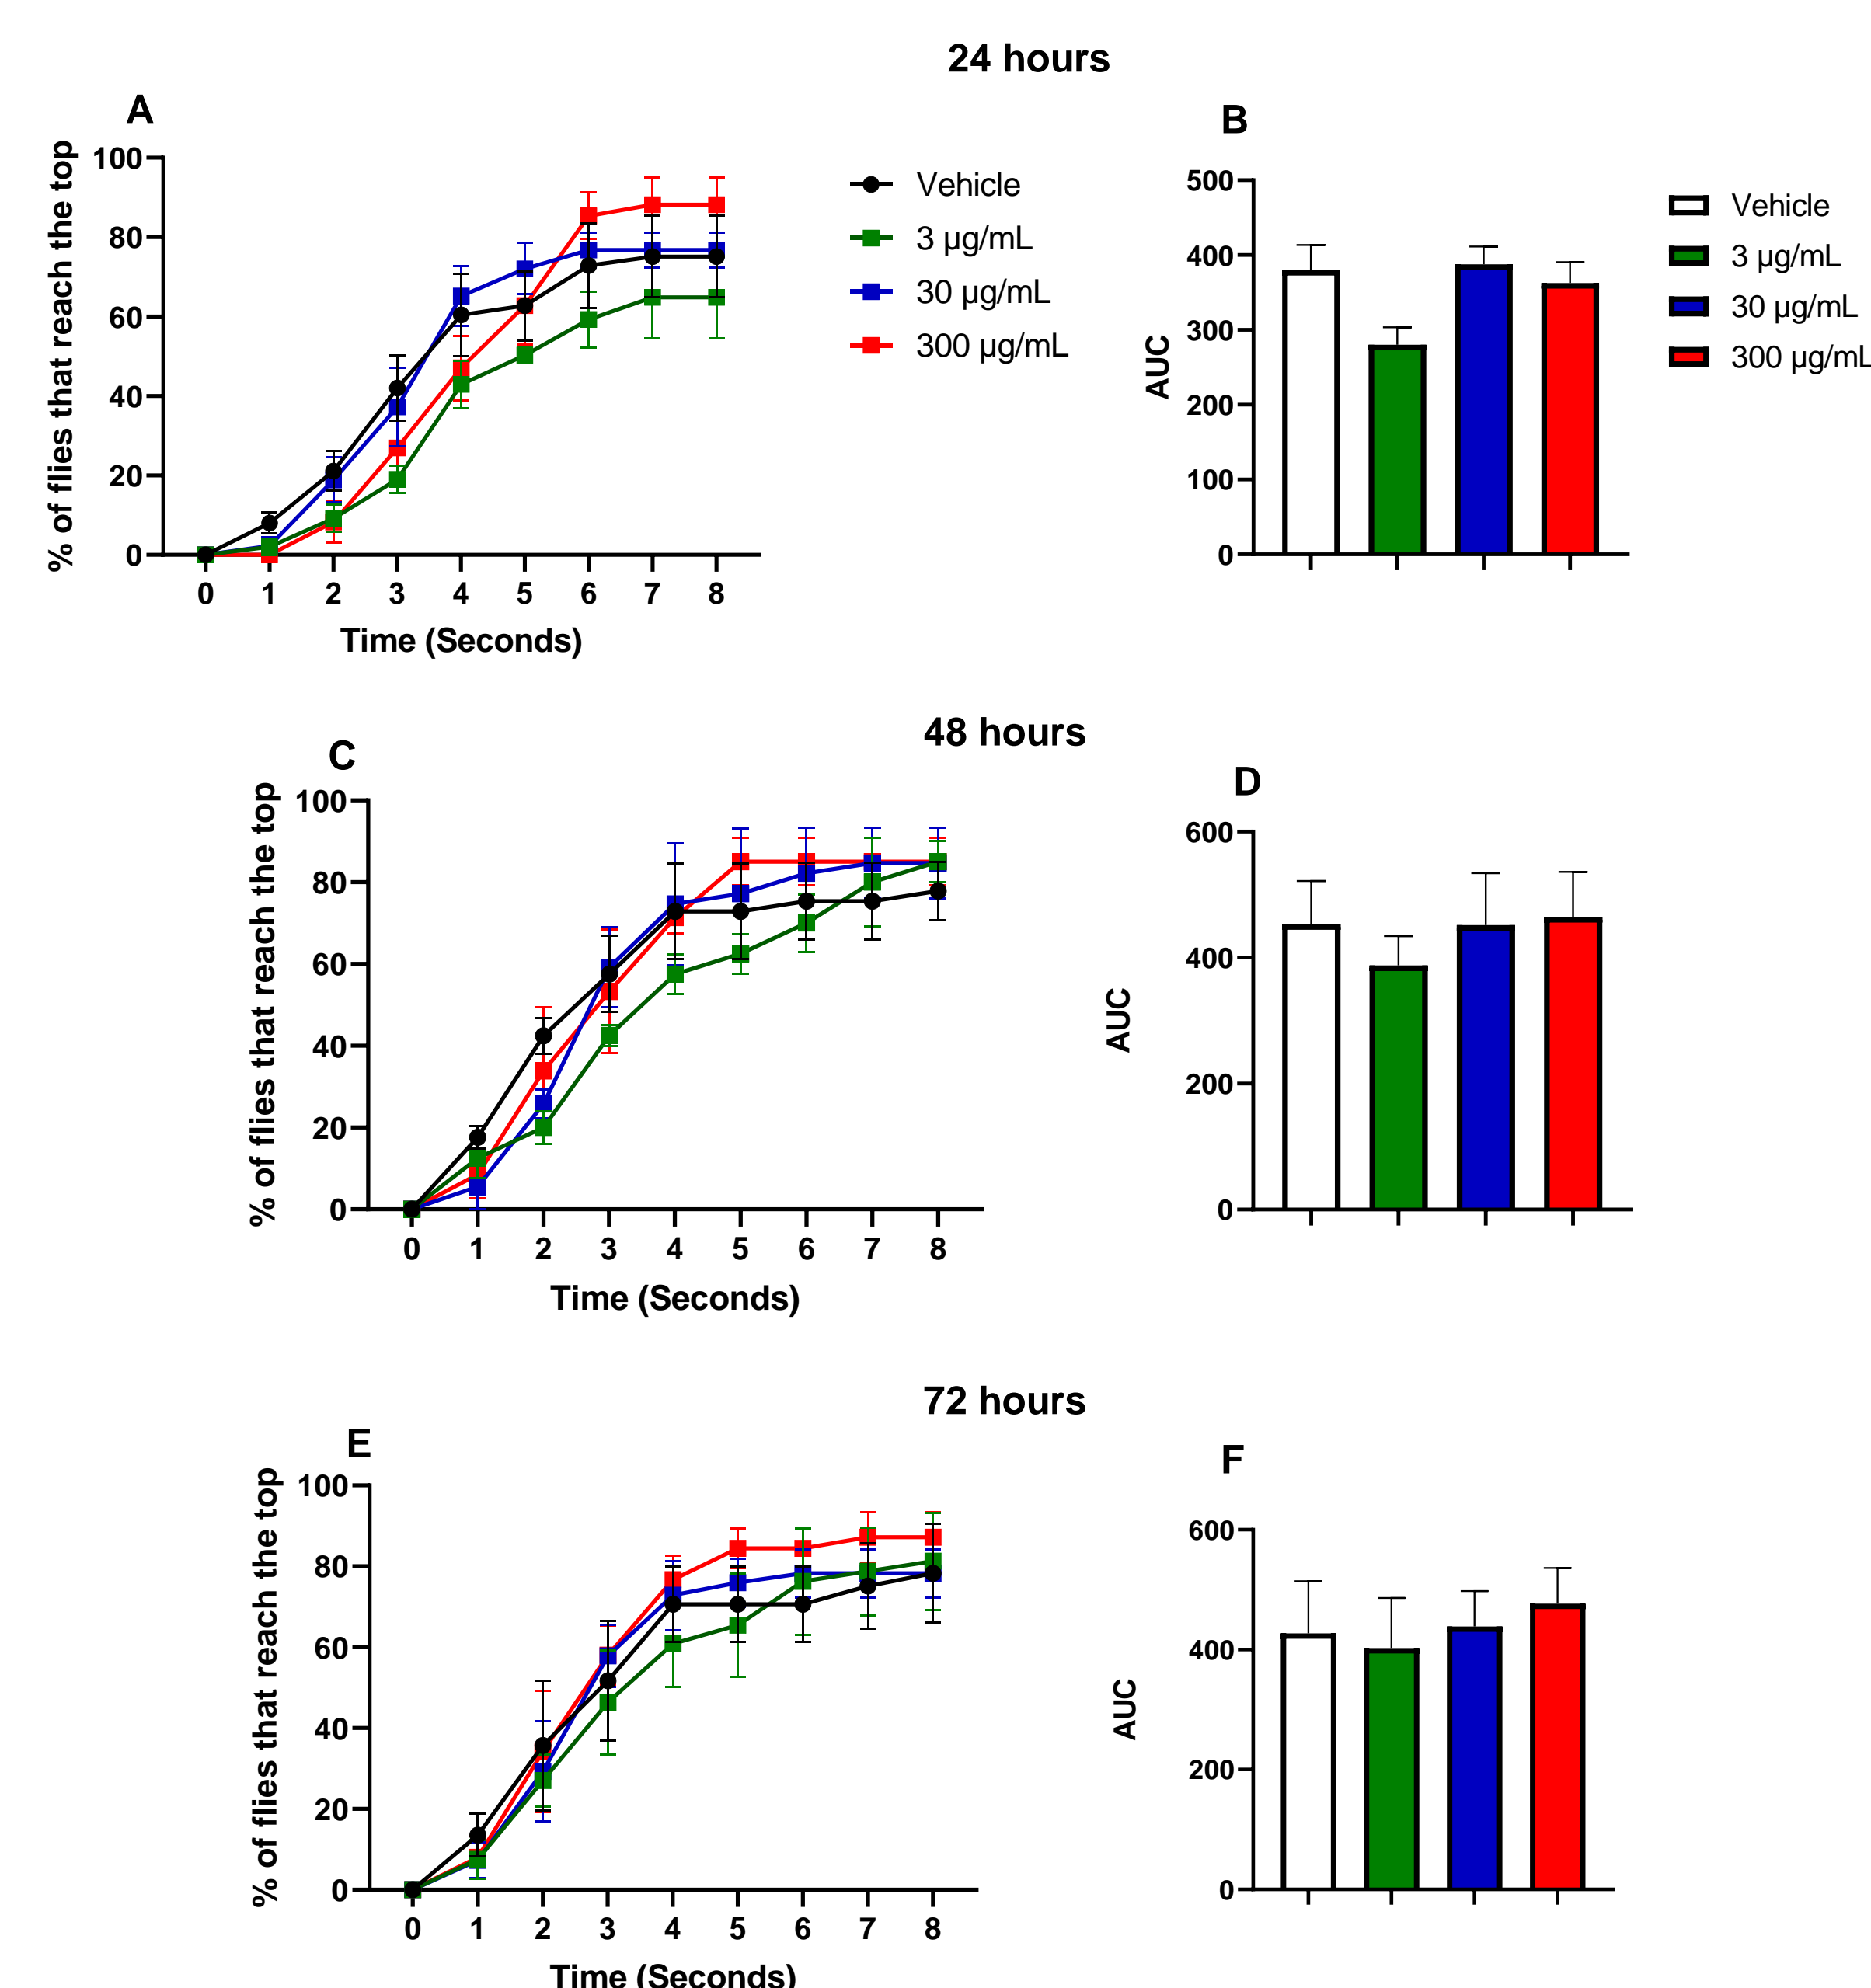 24 hours
A
% of flies that reach the top
100
80
60
40
20
0
0 1 2 3 4 5 6 7 8
Time (Seconds)
Vehicle
3 µg/mL
30 µg/mL
300 µg/mL
B
AUC
500
400
300
200
100
0
Vehicle
3 µg/mL
30 µg/mL
300 µg/mL
48 hours
C
% of flies that reach the top
100
80
60
40
20
0
0 1 2 3 4 5 6 7 8
Time (Seconds)
D
AUC
600
400
200
0
72 hours
E
% of flies that reach the top
100
80
60
40
20
0
0 1 2 3 4 5 6 7 8
Time (Seconds)
F
AUC
600
400
200
0